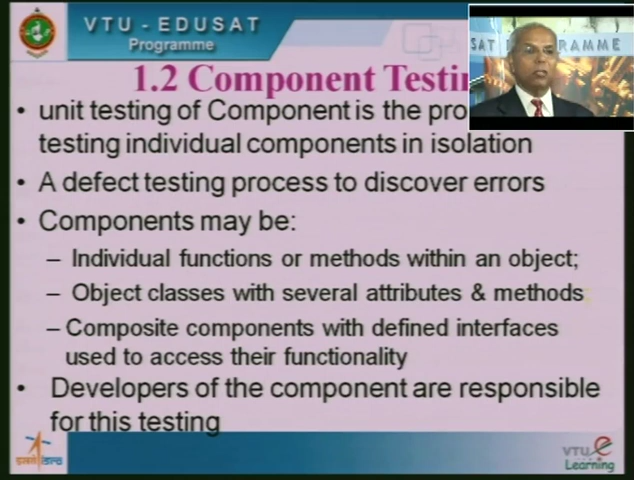 VTU - EDUSAT
Programme
SAT PROGRAMME
1.2 Component Testin
• unit testing of Component is the pro
testing individual components in isolation
• A defect testing process to discover errors
• Components may be:
– Individual functions or methods within an object;
– Object classes with several attributes & methods;
– Composite components with defined interfaces
used to access their functionality
• Developers of the component are responsible
for this testing
VTU e
Learning